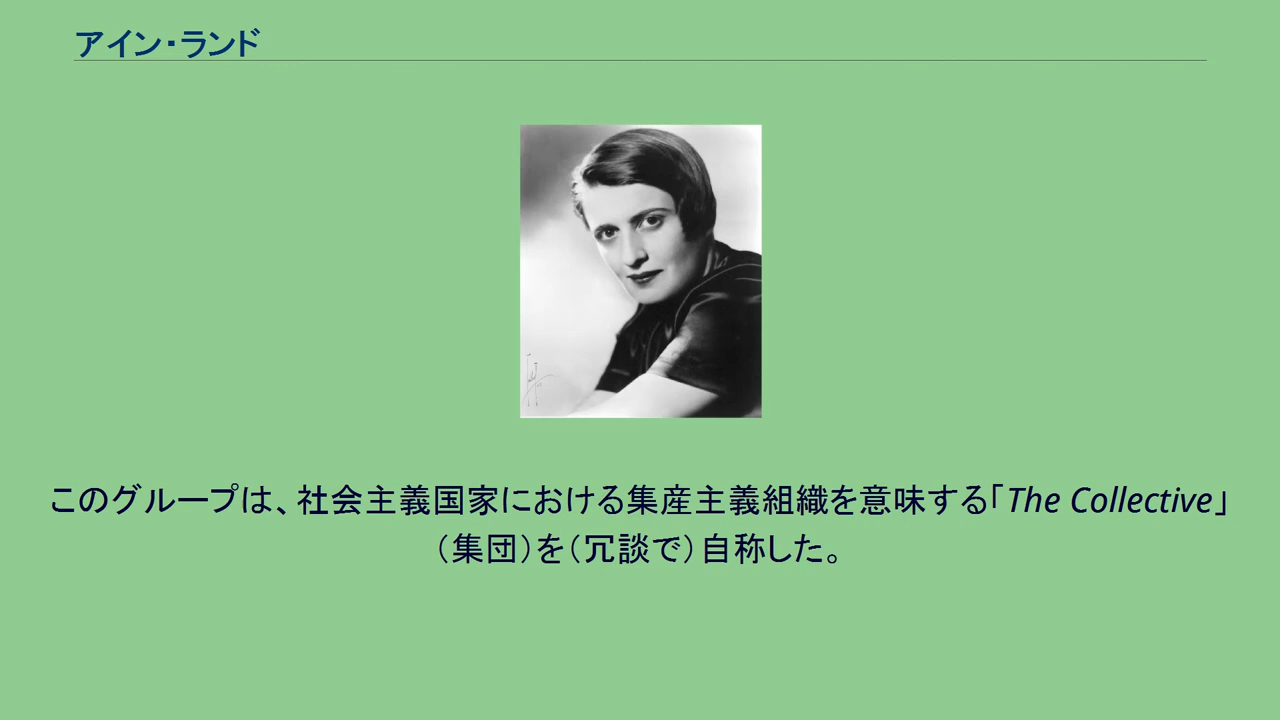 アイン・ランド
このグループは、社会主義国家における集産主義組織を意味する「The Collective」
（集団）を（冗談で）自称した。